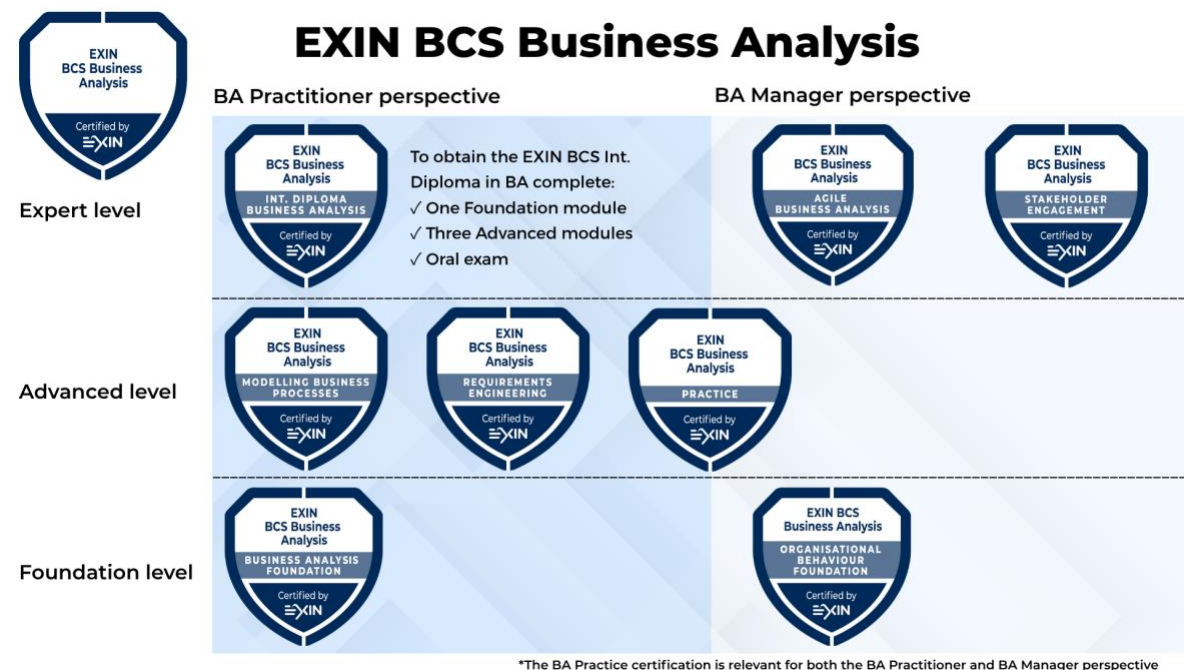 EXIN
BCS Business
Analysis
Certified by
EXIN
EXIN BCS Business Analysis
BA Practitioner perspective
BA Manager perspective
Expert level
EXIN
BCS Business
Analysis
INT. DIPLOMA
BUSINESS ANALYSIS
Certified by
EXIN
To obtain the EXIN BCS Int.
Diploma in BA complete:
✓ One Foundation module
✓ Three Advanced modules
✓ Oral exam
EXIN
BCS Business
Analysis
AGILE
BUSINESS ANALYSIS
Certified by
EXIN
EXIN
BCS Business
Analysis
STAKEHOLDER
ENGAGEMENT
Certified by
EXIN
Advanced level
EXIN
BCS Business
Analysis
MODELLING BUSINESS
PROCESSES
Certified by
EXIN
EXIN
BCS Business
Analysis
REQUIREMENTS
ENGINEERING
Certified by
EXIN
EXIN
BCS Business
Analysis
PRACTICE
Certified by
EXIN
Foundation level
EXIN
BCS Business
Analysis
BUSINESS ANALYSIS
FOUNDATION
Certified by
EXIN
EXIN BCS
Business Analysis
ORGANISATIONAL
BEHAVIOUR
FOUNDATION
Certified by
EXIN
*The BA Practice certification is relevant for both the BA Practitioner and BA Manager perspective